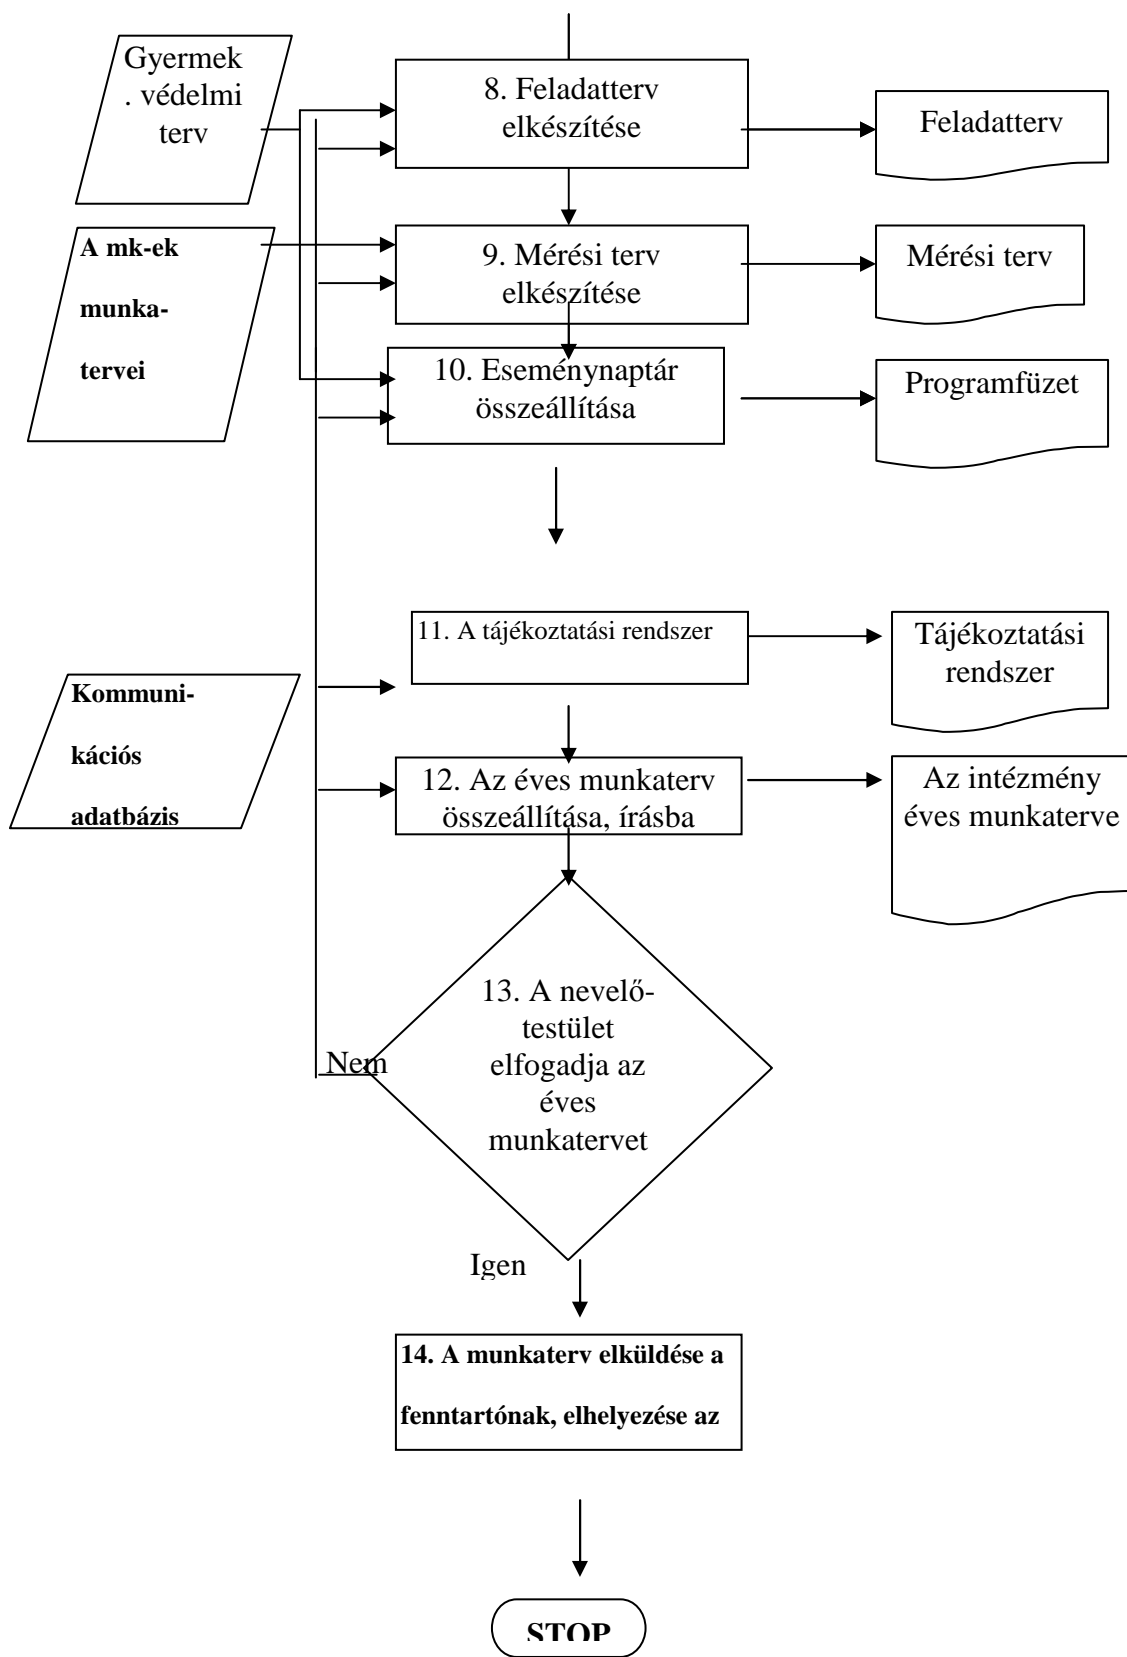 Gyermek
. védelmi
terv
8. Feladatterv
elkészítése
Feladatterv
A mk-ek
munka-
tervei
9. Mérési terv
elkészítése
Mérési terv
10. Eseménynaptár
összeállítása
Programfüzet
11. A tájékoztatási rendszer
Tájékoztatási
rendszer
Kommuni-
kációs
adatbázis
12. Az éves munkaterv
összeállítása, írásba
Az intézmény
éves munkaterve
13. A nevelő-
testület
elfogadja az
éves
munkatervet
Nem
Igen
14. A munkaterv elküldése a
fenntartónak, elhelyezése az
STOP